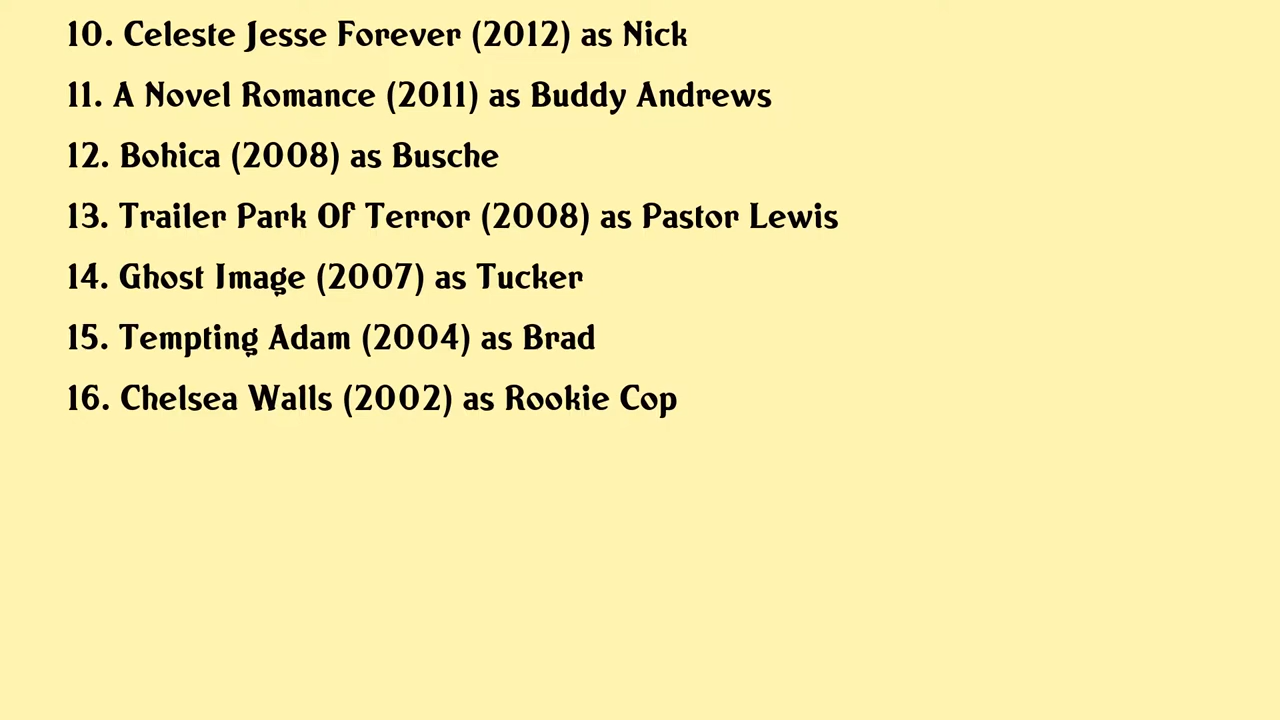 10. Celeste Jesse Forever (2012) as Nick
11. A Novel Romance (2011) as Buddy Andrews
12. Bohica (2008) as Busche
13. Trailer Park Of Terror (2008) as Pastor Lewis
14. Ghost Image (2007) as Tucker
15. Tempting Adam (2004) as Brad
16. Chelsea Walls (2002) as Rookie Cop